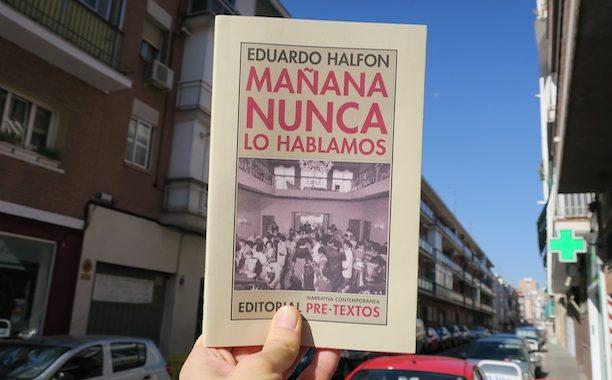 EDUARDO HALFON
MAÑANA
NUNCA
LO HABLAMOS
NARRATIVA CONTEMPORÁNEA
EDITORIAL PRE-TEXTOS